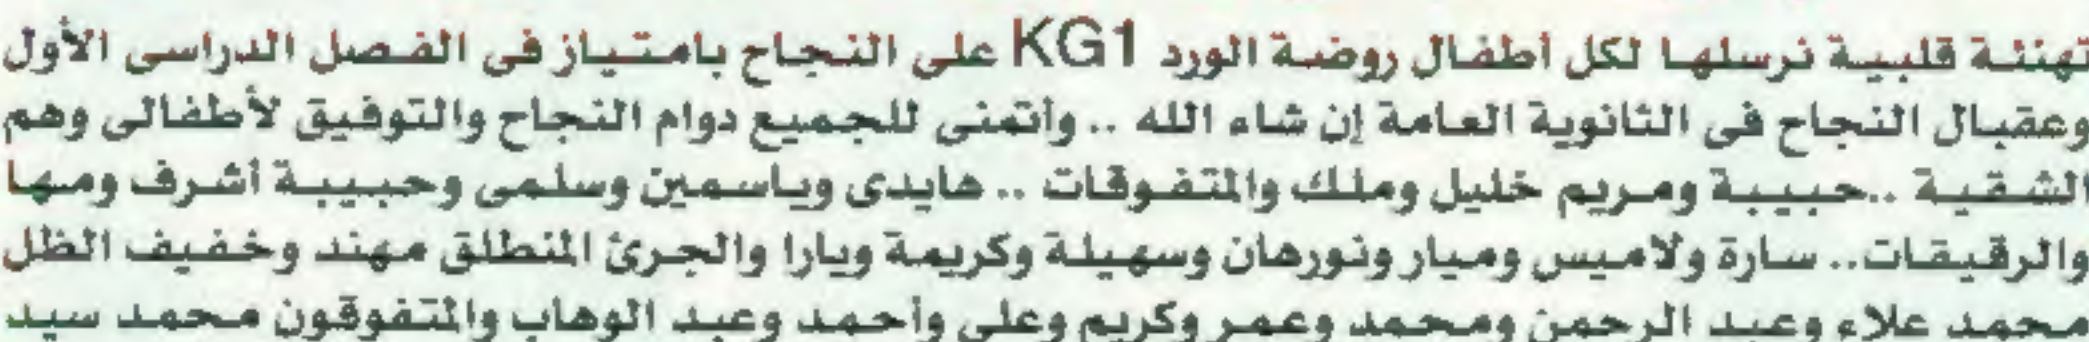 تهنئة قلبية نرسلها لكل أطفال روضة الورد KG1 على النجاح بامتياز فى الفصل الدراسى الأول
وعقبال النجاح فى الثانوية العامة إن شاء الله .. وأتمنى للجميع دوام النجاح والتوفيق لأطفالى وهم
الشقية ..حبيبة ومريم خليل وملك والمتفوقات .. هايدى وياسمين وسلمى وحبيبة أشرف ومها
والرقيقات.. سارة ولاميس وميار ونورهان وسهيلة وكريمة ويارا والجرئ المنطلق مهند وخفيف الظل
محمد علاء وعبد الرحمن ومحمد وعمر وكريم وعلى وأحمد وعبد الوهاب والمتفوقون محمد سيد